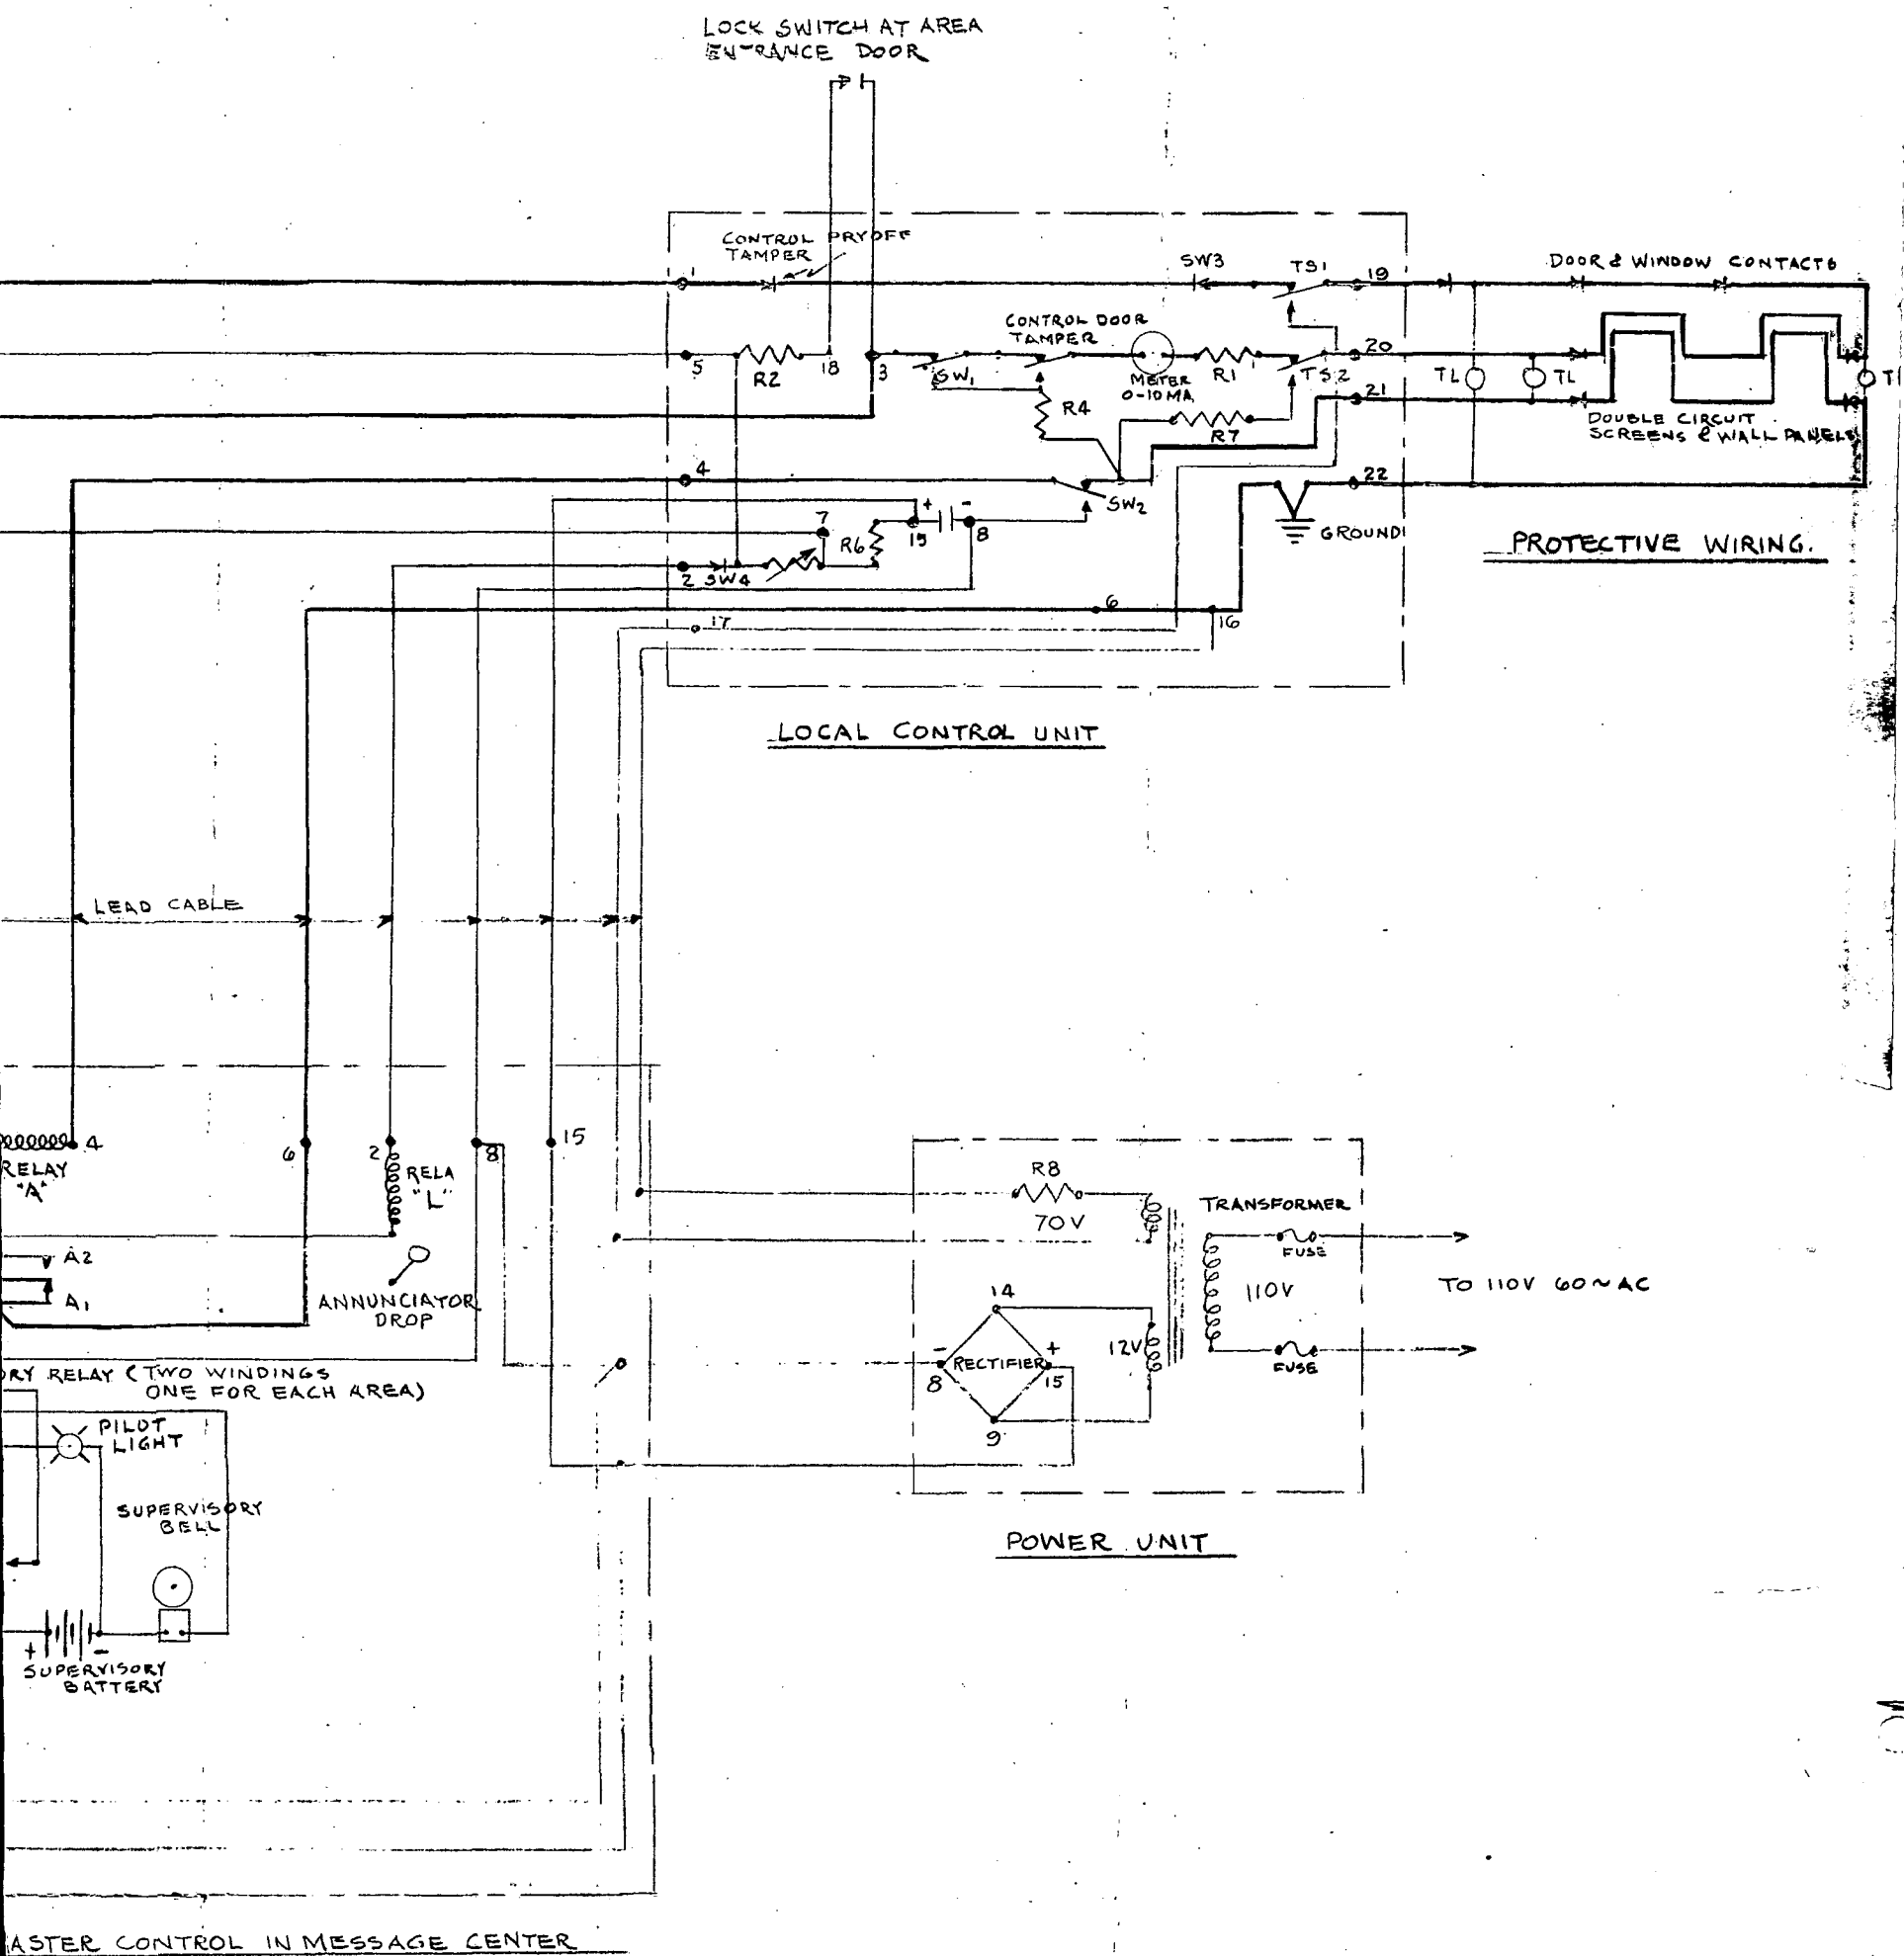 LOCK SWITCH AT AREA
ENTRANCE DOOR
CONTROL PRYOFF
TAMPER
1
SW3
TS1
19
DOOR & WINDOW CONTACTS
CONTROL DOOR
TAMPER
5
R2
18
3
SW1
METER
0-10 MA
R1
TS2
20
TL
TL
21
R4
R7
DOUBLE CIRCUIT
SCREENS & WALL PANELS
4
SW2
22
7
R6
+
-
15
8
GROUND
PROTECTIVE WIRING.
2
SW4
6
17
16
LOCAL CONTROL UNIT
LEAD CABLE
4
RELAY
"A"
6
2
RELA
"L"
8
15
R8
70V
TRANSFORMER
FUSE
A2
A1
ANNUNCIATOR
DROP
14
110V
TO 110V 60~AC
12V
-
+
RECTIFIER
8
15
FUSE
9
RY RELAY (TWO WINDINGS
ONE FOR EACH AREA)
PILOT
LIGHT
SUPERVISORY
BELL
POWER UNIT
+
-
SUPERVISORY
BATTERY
ASTER CONTROL IN MESSAGE CENTER